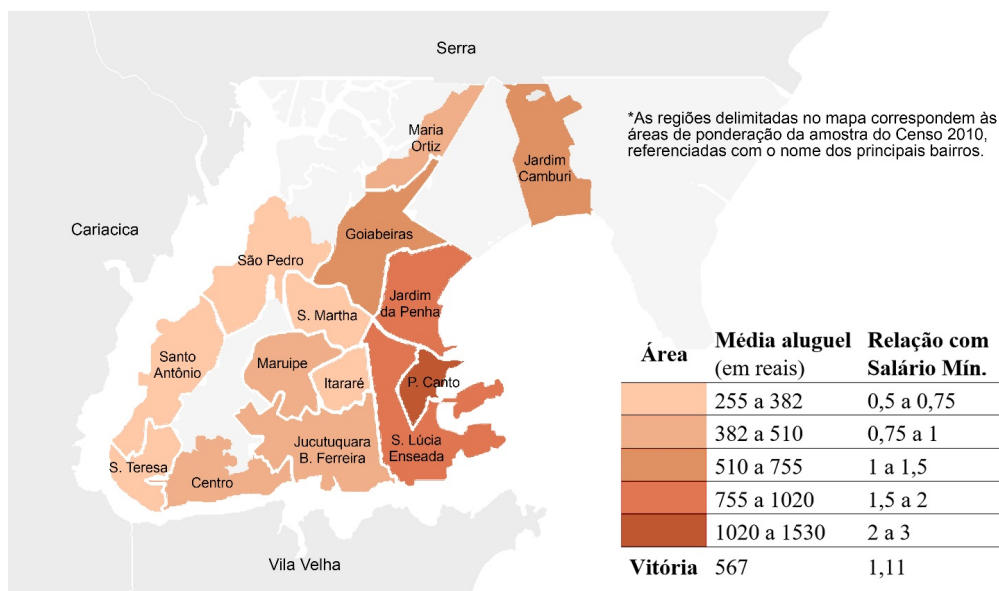 Serra
*As regiões delimitadas no mapa correspondem às
áreas de ponderação da amostra do Censo 2010,
referenciadas com o nome dos principais bairros.
Maria
Ortiz
Jardim
Camburi
Cariacica
Goiabeiras
São Pedro
Jardim
da Penha
S. Martha
Santo
Antônio
Maruipe
Itararé
P. Canto
Jucutuquara
B. Ferreira
S. Lúcia
Enseada
S. Teresa
Centro
Vila Velha
Área Média aluguel (em reais) Relação com Salário Mín.
255 a 382 0,5 a 0,75
382 a 510 0,75 a 1
510 a 755 1 a 1,5
755 a 1020 1,5 a 2
1020 a 1530 2 a 3
Vitória 567 1,11